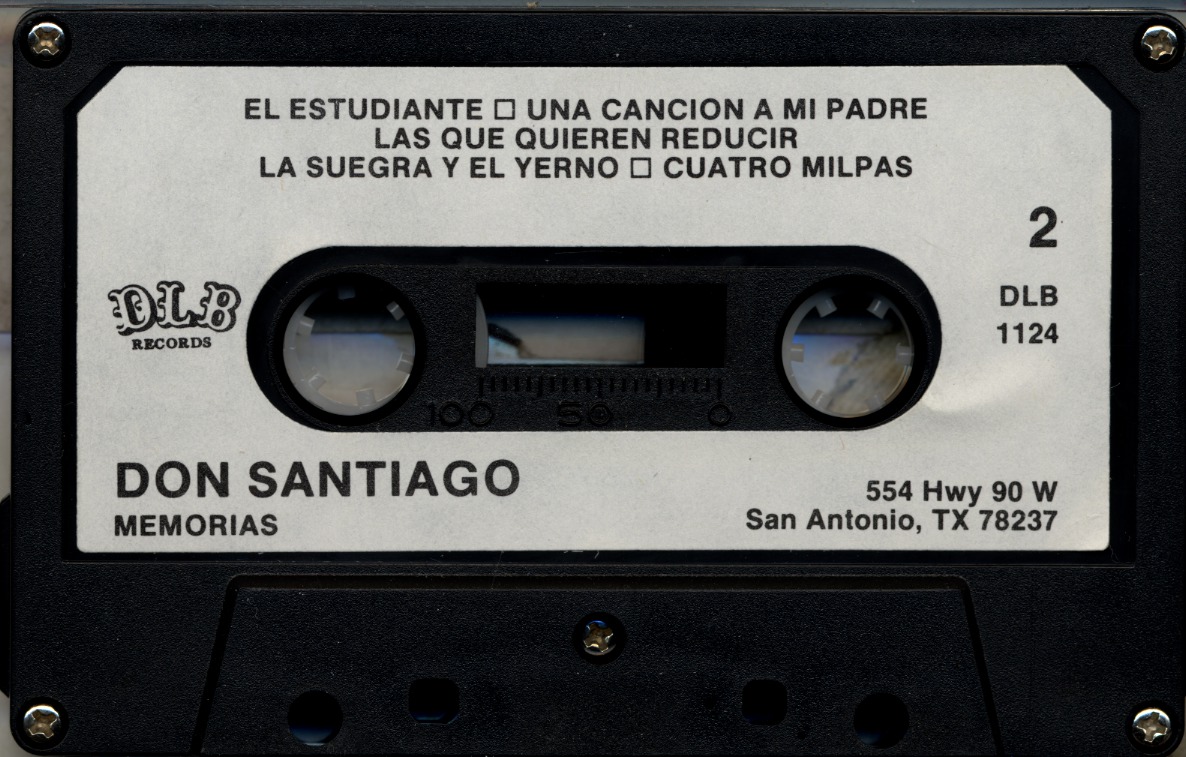 EL ESTUDIANTE □ UNA CANCION A MI PADRE
LAS QUE QUIEREN REDUCIR
LA SUEGRA Y EL YERNO □ CUATRO MILPAS
2
DLB
RECORDS
DLB
1124
100 50 0
DON SANTIAGO
MEMORIAS
554 Hwy 90 W
San Antonio, TX 78237